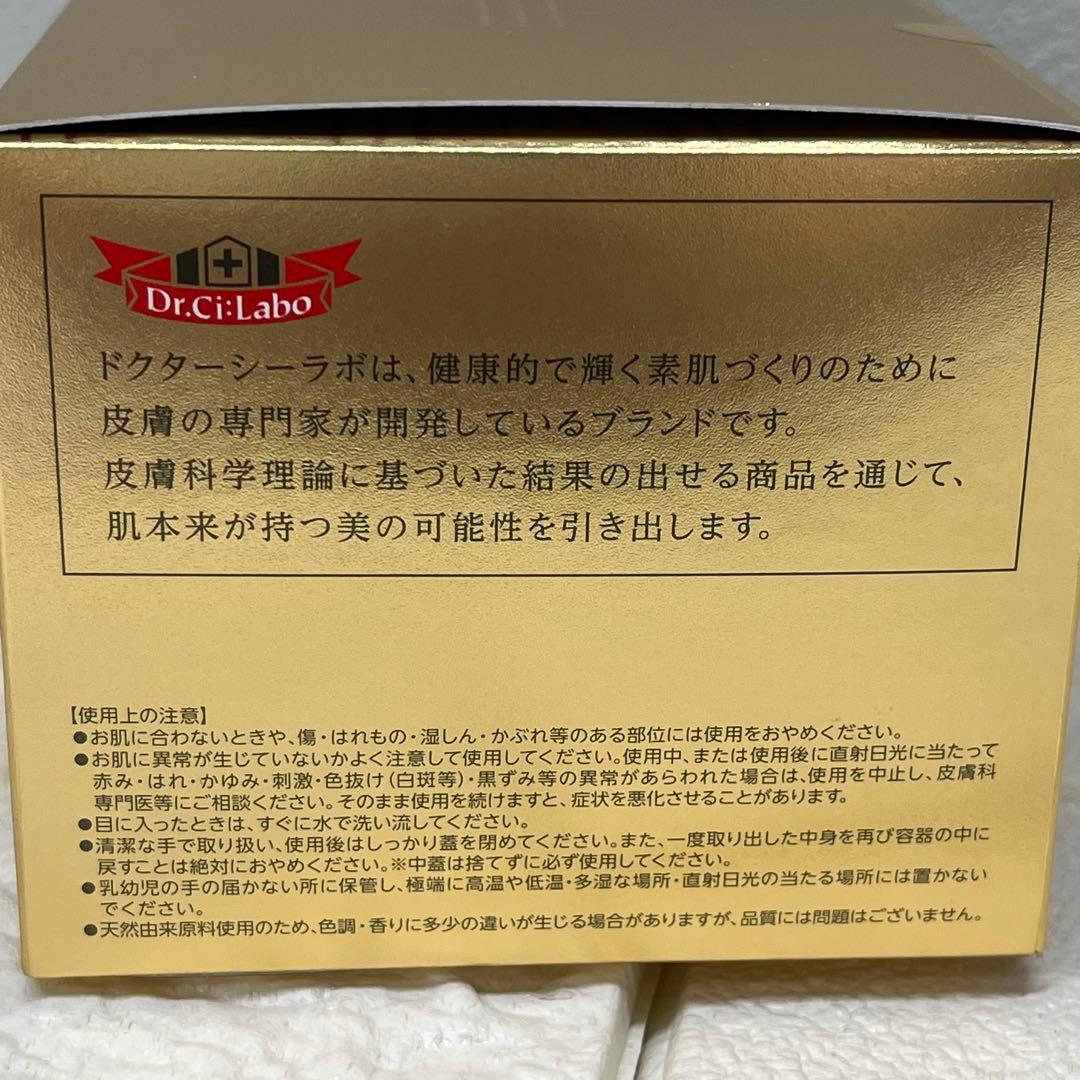 Dr.Ci:Labo
ドクターシーラボは、健康的で輝く素肌づくりのために
皮膚の専門家が開発しているブランドです。
皮膚科学理論に基づいた結果の出せる商品を通じて、
肌本来が持つ美の可能性を引き出します。
【使用上の注意】
●お肌に合わないときや、傷・はれもの・湿しん・かぶれ等のある部位には使用をおやめください。
●お肌に異常が生じていないかよく注意して使用してください。使用中、または使用後に直射日光に当たって
赤み・はれ・かゆみ・刺激・色抜け(白斑等)・黒ずみ等の異常があらわれた場合は、使用を中止し、皮膚科
専門医等にご相談ください。そのまま使用を続けますと、症状を悪化させることがあります。
●目に入ったときは、すぐに水で洗い流してください。
●清潔な手で取り扱い、使用後はしっかり蓋を閉めてください。また、一度取り出した中身を再び容器の中に
戻すことは絶対におやめください。※中蓋は捨てずに必ず使用してください。
●乳幼児の手の届かない所に保管し、極端に高温や低温・多湿な場所・直射日光の当たる場所には置かない
でください。
●天然由来原料使用のため、色調・香りに多少の違いが生じる場合がありますが、品質には問題はございません。